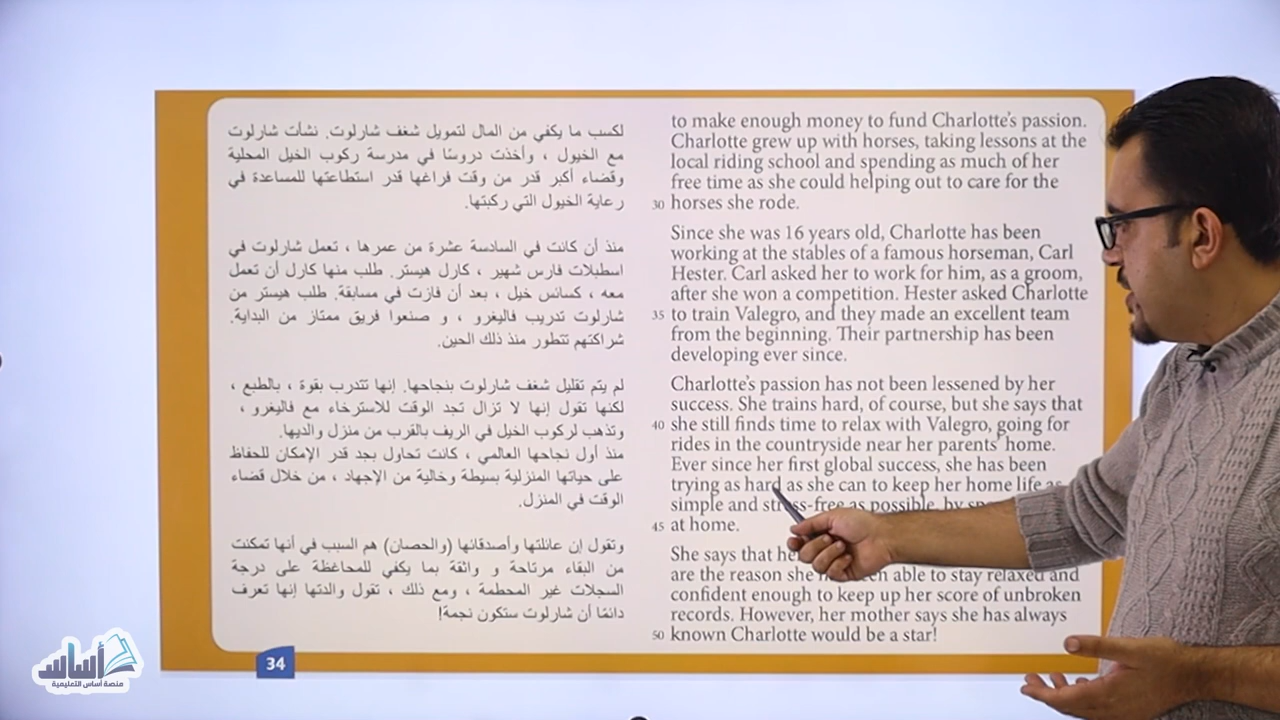 to make enough money to fund Charlotte's passion.
Charlotte grew up with horses, taking lessons at the
local riding school and spending as much of her
free time as she could helping out to care for the
30 horses she rode.
Since she was 16 years old, Charlotte has been
working at the stables of a famous horseman, Carl
Hester. Carl asked her to work for him, as a groom,
after she won a competition. Hester asked Charlotte
35 to train Valegro, and they made an excellent team
from the beginning. Their partnership has been
developing ever since.
Charlotte's passion has not been lessened by her
success. She trains hard, of course, but she says that
40 she still finds time to relax with Valegro, going for
rides in the countryside near her parents' home.
Ever since her first global success, she has been
trying as hard as she can to keep her home life as
simple and stress-free as possible, by
45 at home.
She says that
are the reason she able to stay relaxed and
confident enough to keep up her score of unbroken
records. However, her mother says she has always
50 known Charlotte would be a star!
لكسب ما يكفي من المال لتمويل شغف شارلوت. نشأت شارلوت
مع الخيول ، وأخذت دروسًا في مدرسة ركوب الخيل المحلية
وقضاء أكبر قدر من وقت فراغها قدر استطاعتها للمساعدة في
رعاية الخيول التي ركبتها.
منذ أن كانت في السادسة عشرة من عمرها ، تعمل شارلوت في
اسطبلات فارس شهير ، كارل هيستر. طلب منها كارل أن تعمل
معه ، كسائس خيل ، بعد أن فازت في مسابقة. طلب هيستر من
شارلوت تدريب فاليغرو ، و صنعوا فريق ممتاز من البداية.
شراكتهم تتطور منذ ذلك الحين.
لم يتم تقليل شغف شارلوت بنجاحها. إنها تتدرب بقوة ، بالطبع ،
لكنها تقول إنها لا تزال تجد الوقت للاسترخاء مع فاليغرو ،
وتذهب لركوب الخيل في الريف بالقرب من منزل والديها.
منذ أول نجاحها العالمي ، كانت تحاول بجد قدر الإمكان للحفاظ
على حياتها المنزلية بسيطة وخالية من الإجهاد ، من خلال قضاء
الوقت في المنزل.
وتقول إن عائلتها وأصدقائها (والحصان) هم السبب في أنها تمكنت
من البقاء مرتاحة و واثقة بما يكفي للمحافظة على درجة
السجلات غير المحطمة ، ومع ذلك ، تقول والدتها إنها تعرف
دائمًا أن شارلوت ستكون نجمة!
34
أساس
منصة أساس التعليمية